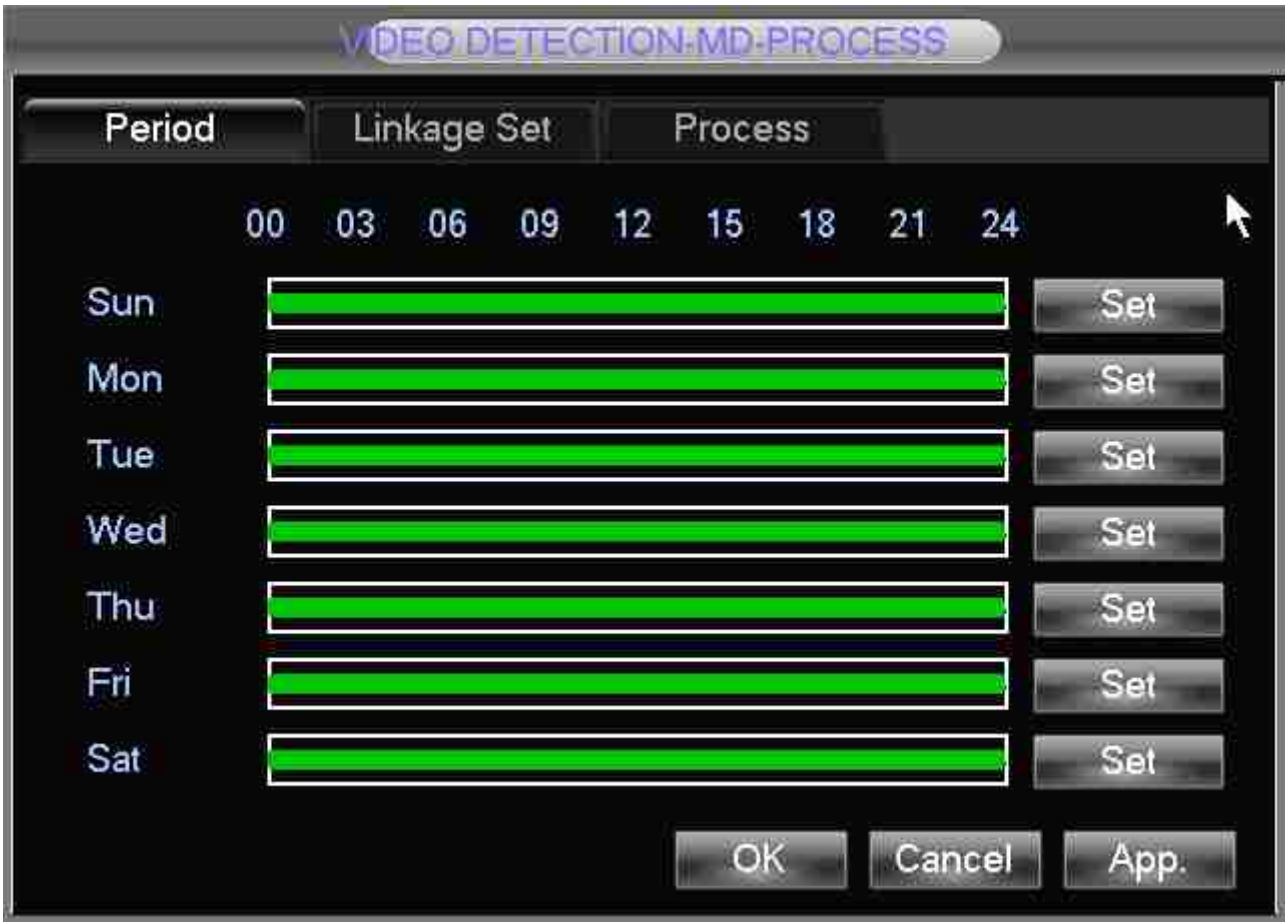 VIDEO DETECTION-MD-PROCESS
Period Linkage Set Process
00 03 06 09 12 15 18 21 24
Sun Set
Mon Set
Tue Set
Wed Set
Thu Set
Fri Set
Sat Set
OK Cancel App.